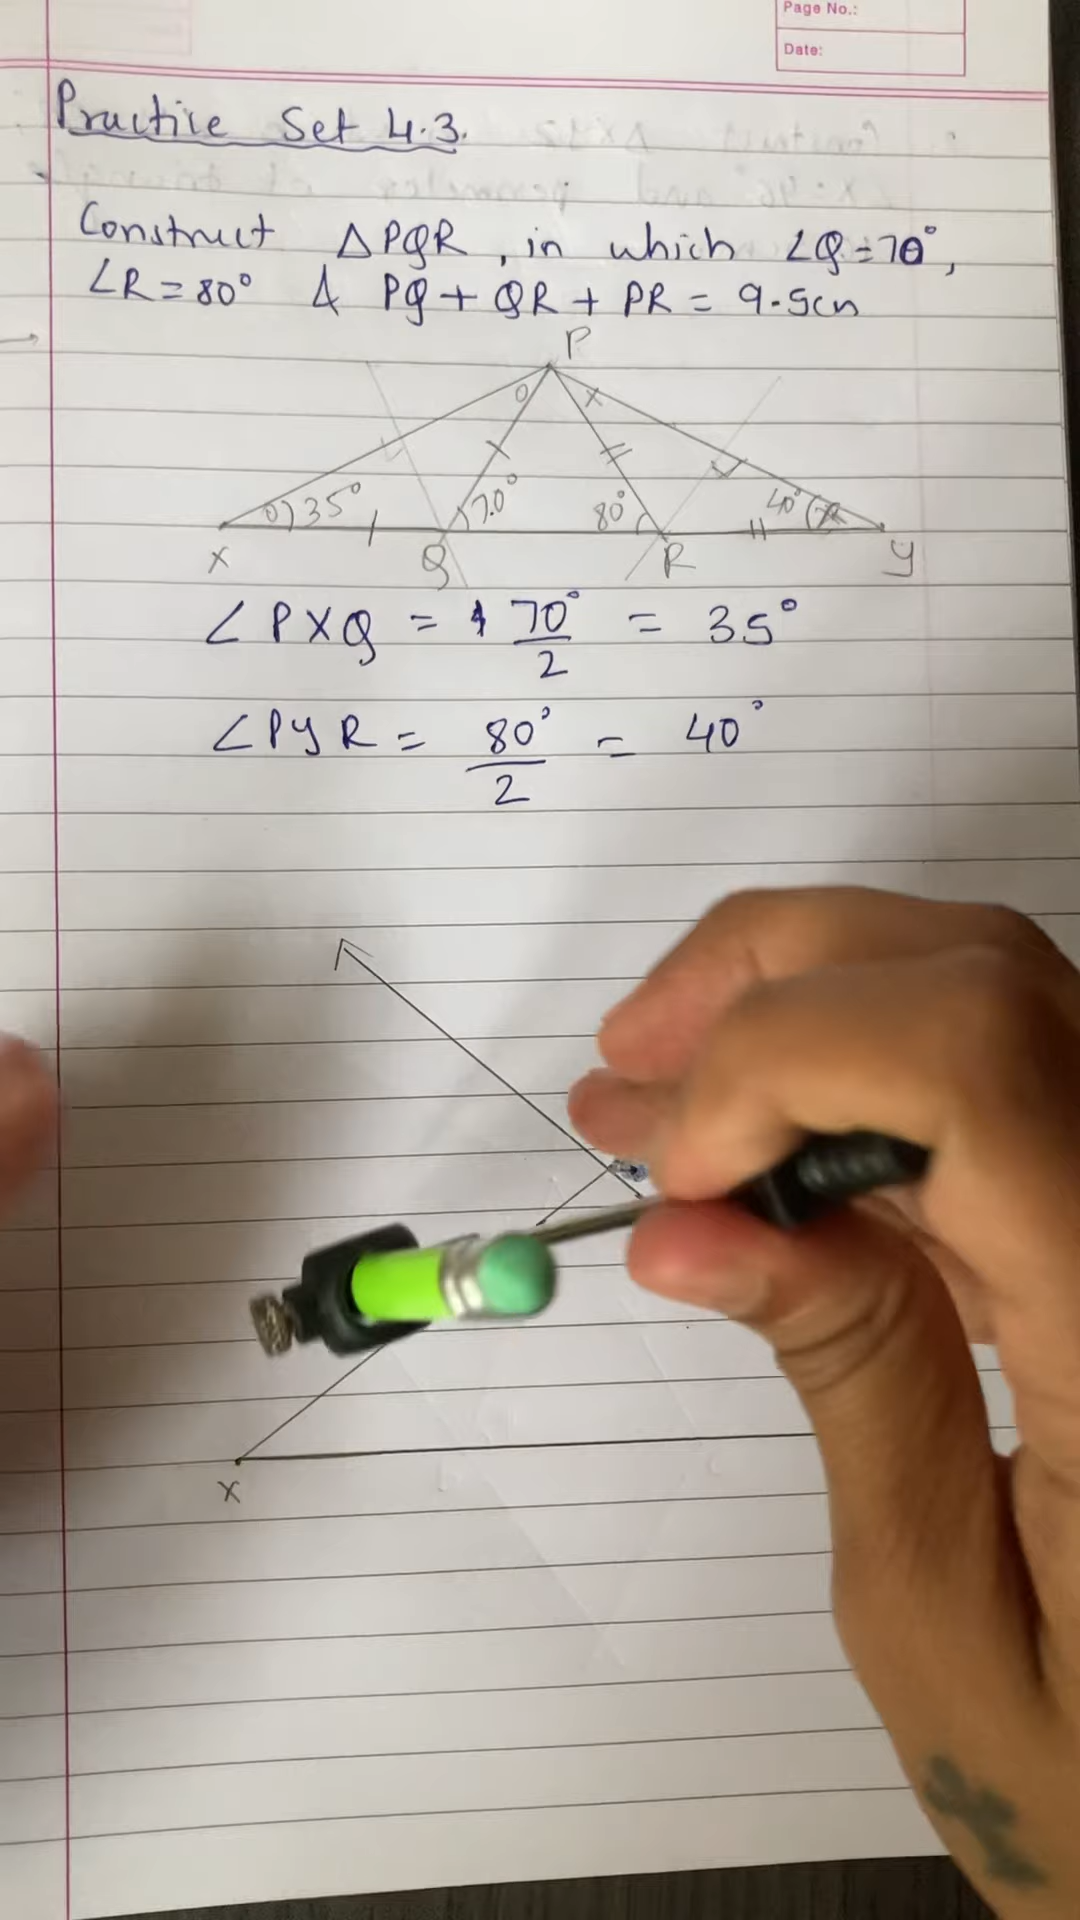 Page No.:
Date:
Practice Set 4.3.
Construct △PQR, in which ∠Q = 70°,
∠R = 80° & PQ + QR + PR = 9.5cm
P
35° 70° 80° 40°
X Q R Y
∠PXQ = 70°/2 = 35°
∠PYR = 80°/2 = 40°
X